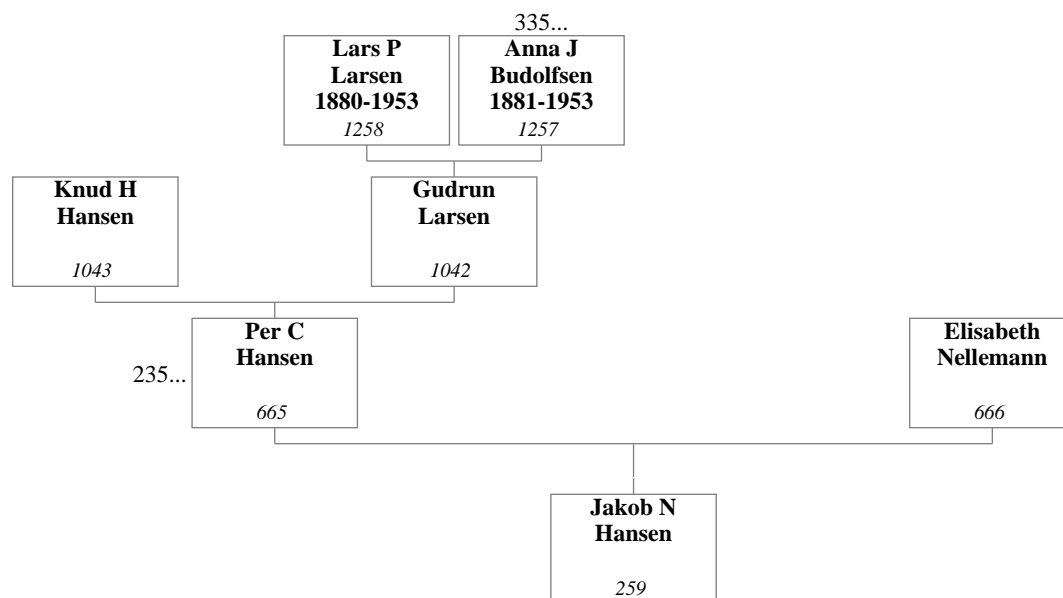 335...
Lars P
Larsen
1880-1953
1258
Anna J
Budolfsen
1881-1953
1257
Knud H
Hansen
1043
Gudrun
Larsen
1042
Per C
Hansen
235...
665
Elisabeth
Nellemann
666
Jakob N
Hansen
259